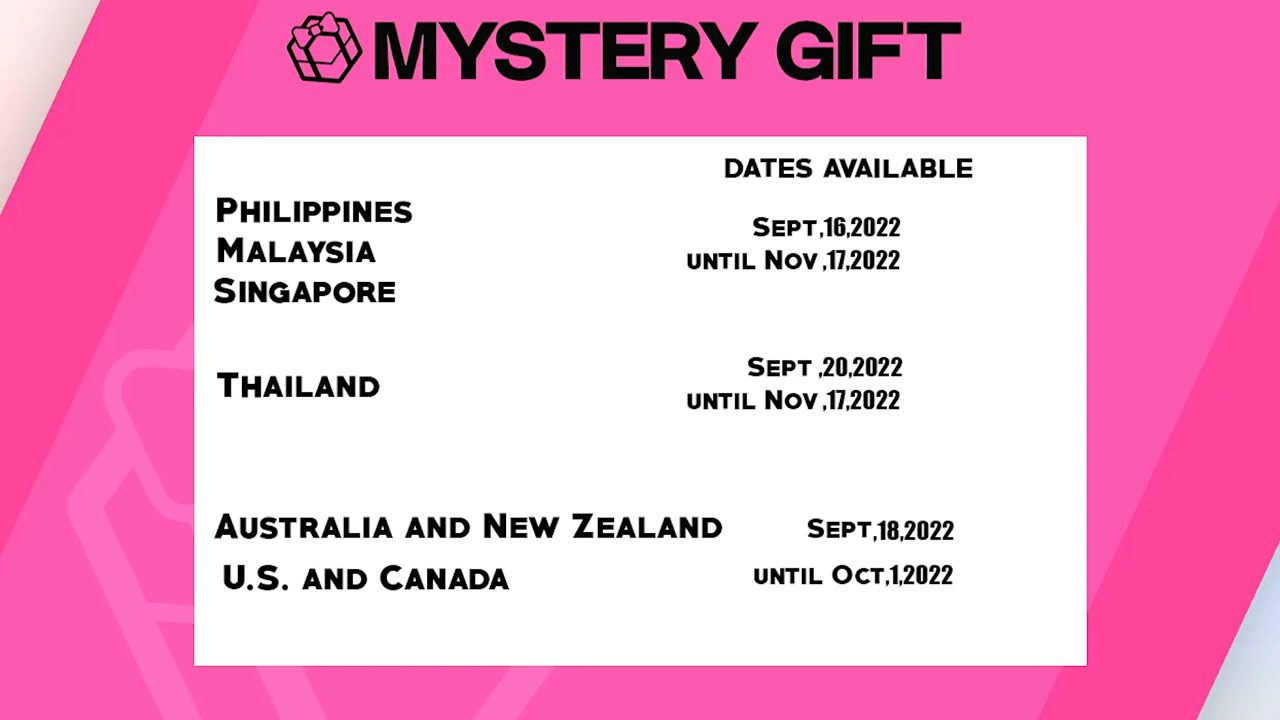 MYSTERY GIFT
DATES AVAILABLE
PHILIPPINES
MALAYSIA
SINGAPORE
SEPT,16,2022
UNTIL NOV ,17,2022
THAILAND
SEPT ,20,2022
UNTIL NOV ,17,2022
AUSTRALIA AND NEW ZEALAND
U.S. AND CANADA
SEPT,18,2022
UNTIL OCT,1,2022